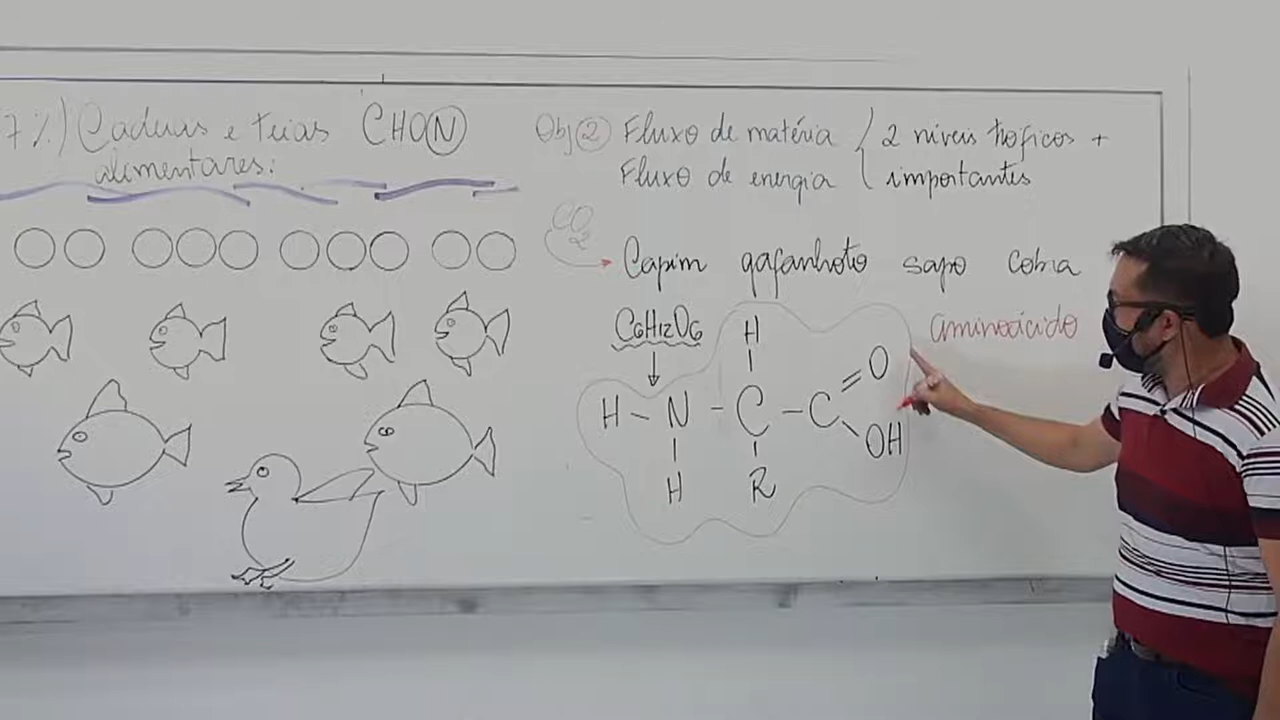 7%) Cadeias e teias CHON
alimentares:
Obj ② Fluxo de matéria { 2 níveis tróficos +
Fluxo de energia importantes
CO2
Capim gafanhoto sapo cobra
C6H12O6
aminoácido
H
O
H - N - C - C
OH
H R